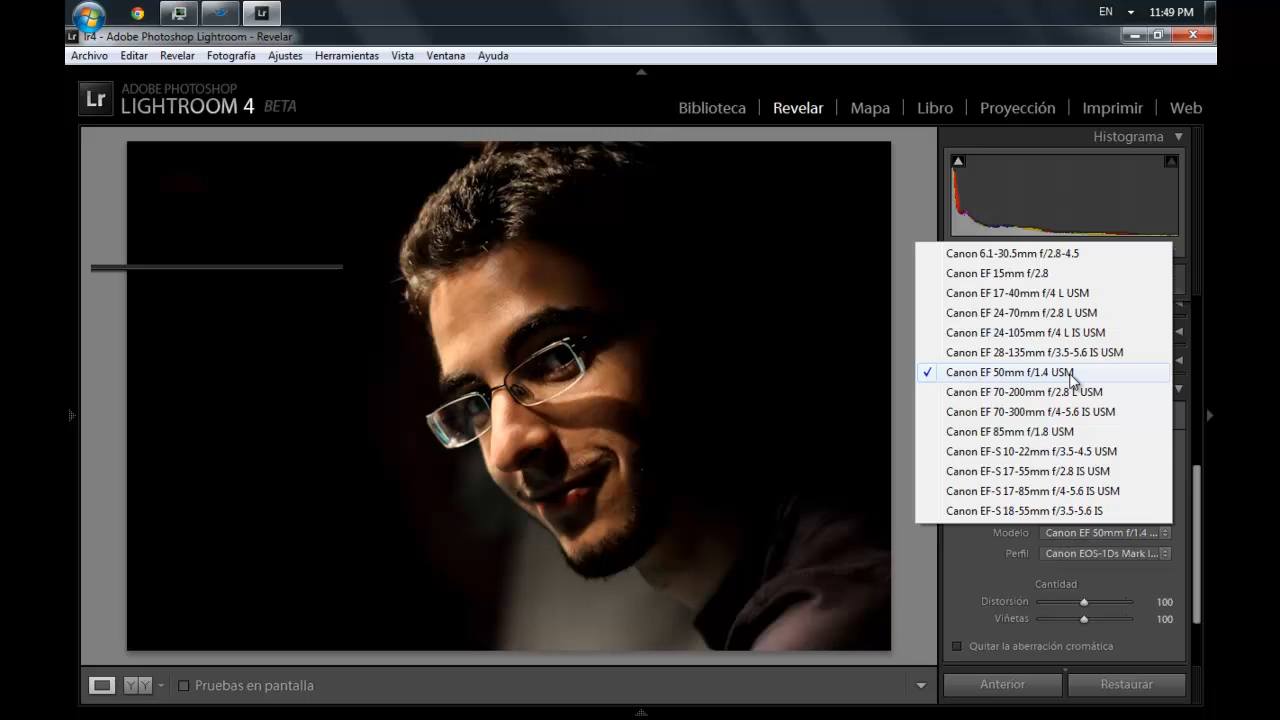 EN
11:49 PM
lr4 - Adobe Photoshop Lightroom - Revelar
Archivo Editar Revelar Fotografía Ajustes Herramientas Vista Ventana Ayuda
Lr
ADOBE PHOTOSHOP
LIGHTROOM 4 BETA
Biblioteca | Revelar | Mapa | Libro | Proyección | Imprimir | Web
Histograma
Canon 6.1-30.5mm f/2.8-4.5
Canon EF 15mm f/2.8
Canon EF 17-40mm f/4 L USM
Canon EF 24-70mm f/2.8 L USM
Canon EF 24-105mm f/4 L IS USM
Canon EF 28-135mm f/3.5-5.6 IS USM
Canon EF 50mm f/1.4 USM
Canon EF 70-200mm f/2.8 L USM
Canon EF 70-300mm f/4-5.6 IS USM
Canon EF 85mm f/1.8 USM
Canon EF-S 10-22mm f/3.5-4.5 USM
Canon EF-S 17-55mm f/2.8 IS USM
Canon EF-S 17-85mm f/4-5.6 IS USM
Canon EF-S 18-55mm f/3.5-5.6 IS
Modelo Canon EF 50mm f/1.4 ...
Perfil Canon EOS-1Ds Mark I...
Cantidad
Distorsión 100
Viñetas 100
Quitar la aberración cromática
YY Pruebas en pantalla
Anterior Restaurar